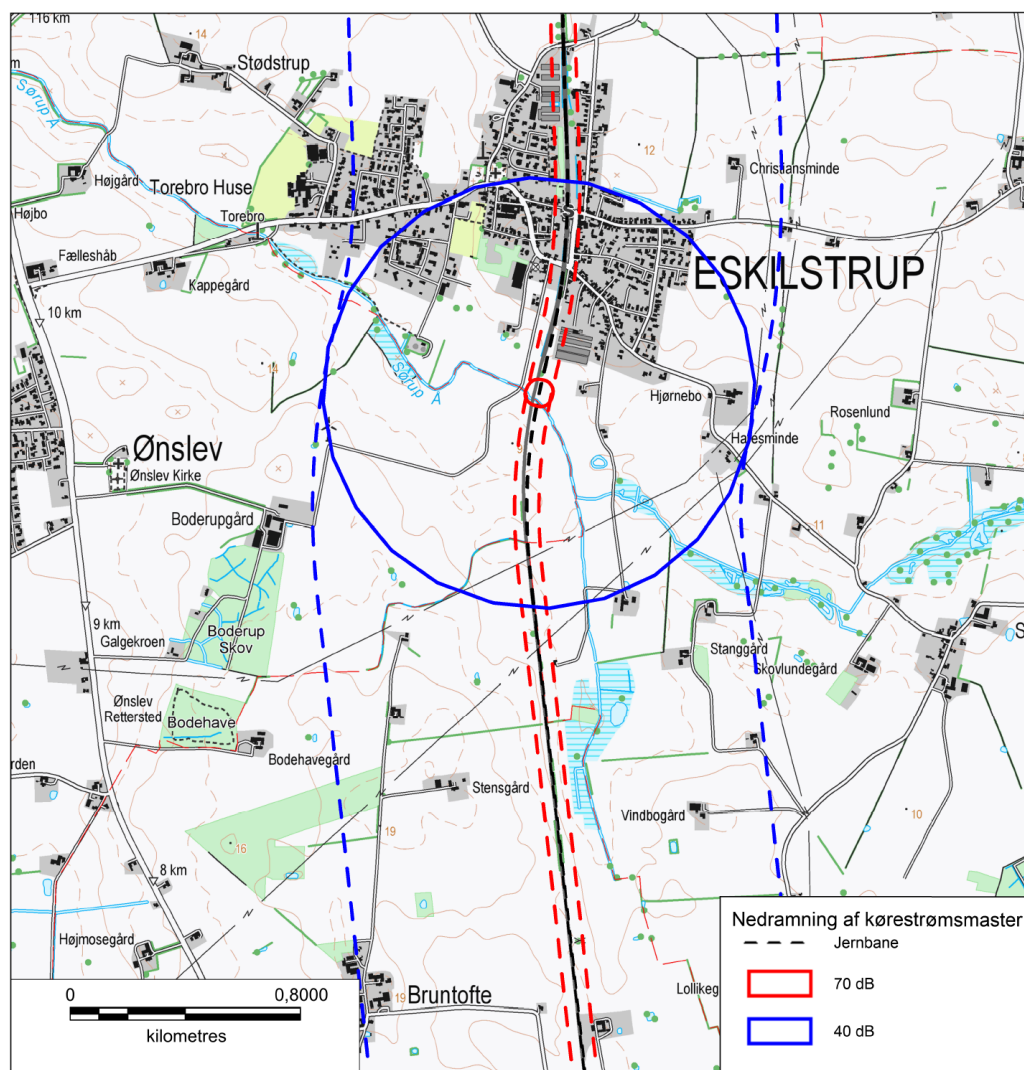 116 km
14
Stødstrup
m
Sørup Å
12
Christiansminde
Højgård
Torebro Huse
Højbo
Torebro
Fælleshåb
ESKILSTRUP
Kappegård
10 km
14
Sørup Å
Hjørnebo
Rosenlund
Ønslev
Ønslev Kirke
Hannesminde
Boderupgård
11
9 km
Galgekroen
Boderup
Skov
S
Stanggård
Skovlundegård
Ønslev
Rettersted
Bodehave
Bodehavegård
rden
Stensgård
Vindbogård
19
10
16
8 km
Højmosegård
Nedramning af kørestrømsmaster
Jernbane
70 dB
40 dB
Lollikeg
19
Bruntofte
0
0,8000
kilometres